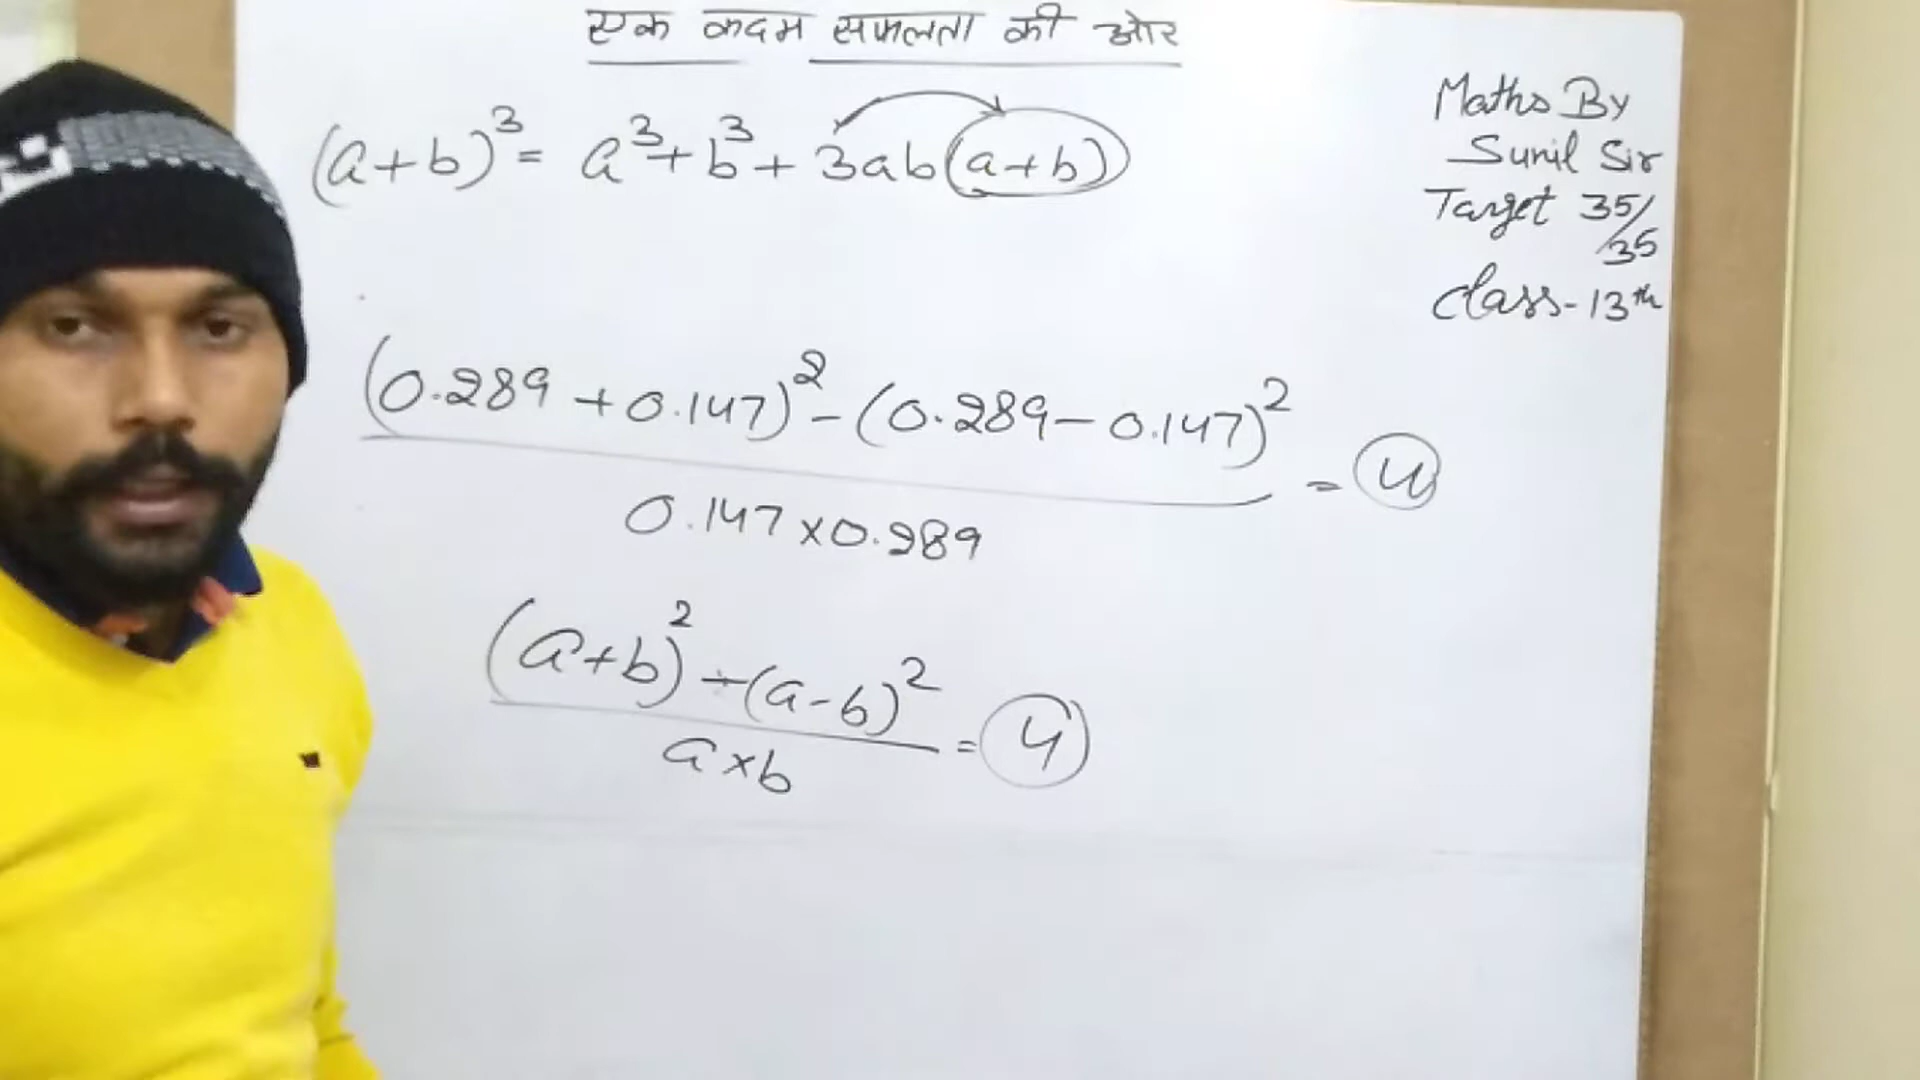 एक कदम सफलता की ओर
(a+b)³ = a³+b³+3ab(a+b)
Maths By
Sunil Sir
Target 35/35
Class-13th
(0.289+0.147)² - (0.289-0.147)²
0.147×0.289
= 4
(a+b)² - (a-b)²
a×b
= 4